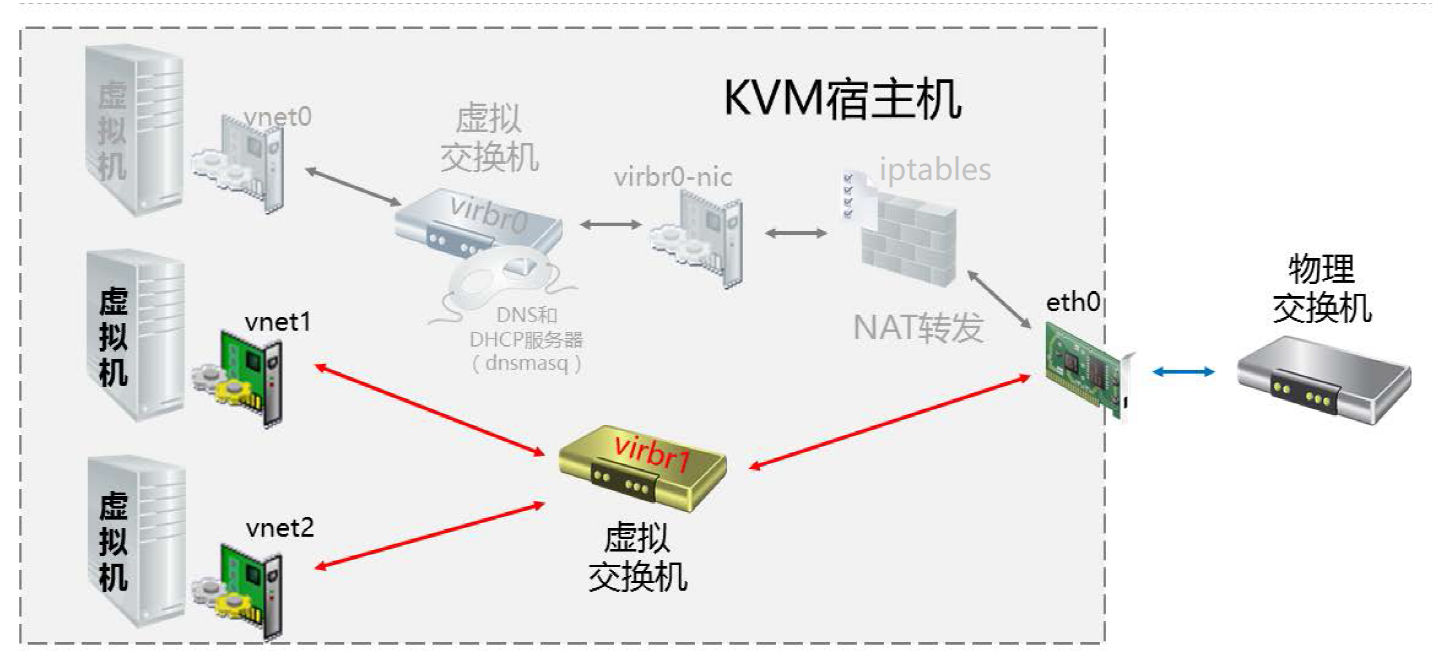 KVM宿主机
虚
拟
机
vnet0
虚拟
交换机
virbr0
virbr0-nic
iptables
DNS和
DHCP服务器
（dnsmasq）
NAT转发
eth0
物理
交换机
虚
拟
机
vnet1
virbr1
虚拟
交换机
虚
拟
机
vnet2